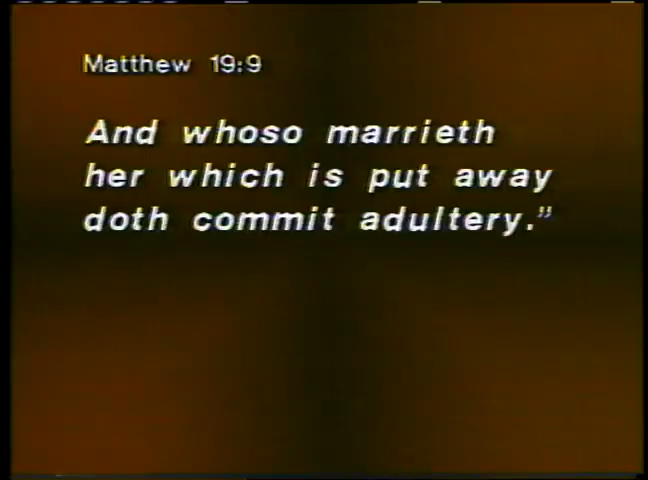 Matthew 19:9
And whoso marrieth
her which is put away
doth commit adultery.”